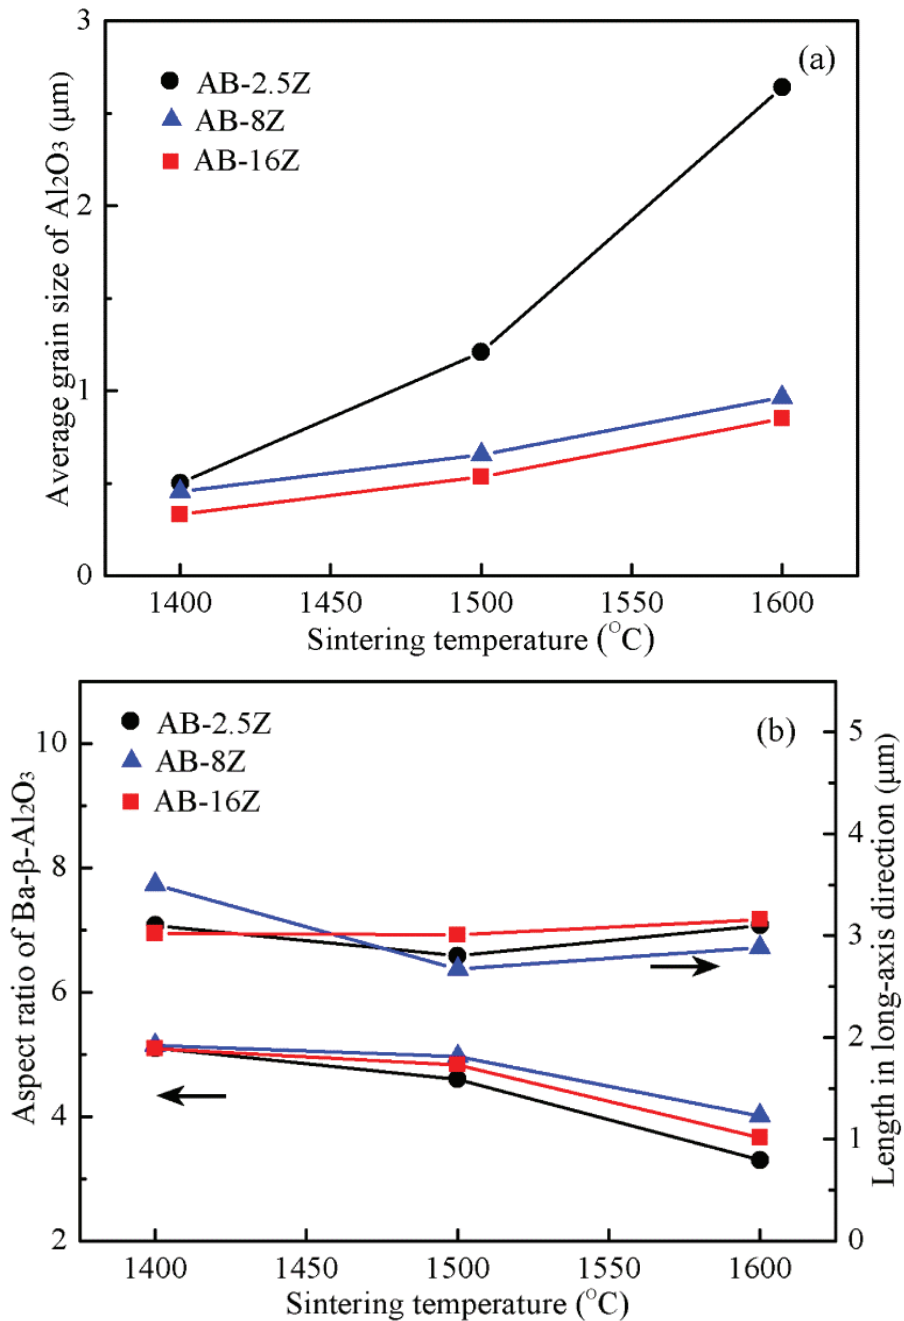 (a)
AB-2.5Z
AB-8Z
AB-16Z
Average grain size of Al2O3 (μm)
3
2
1
0
1400 1450 1500 1550 1600
Sintering temperature (°C)
(b)
AB-2.5Z
AB-8Z
AB-16Z
Aspect ratio of Ba-β-Al2O3
10
8
6
4
2
Length in long-axis direction (μm)
5
4
3
2
1
0
1400 1450 1500 1550 1600
Sintering temperature (°C)